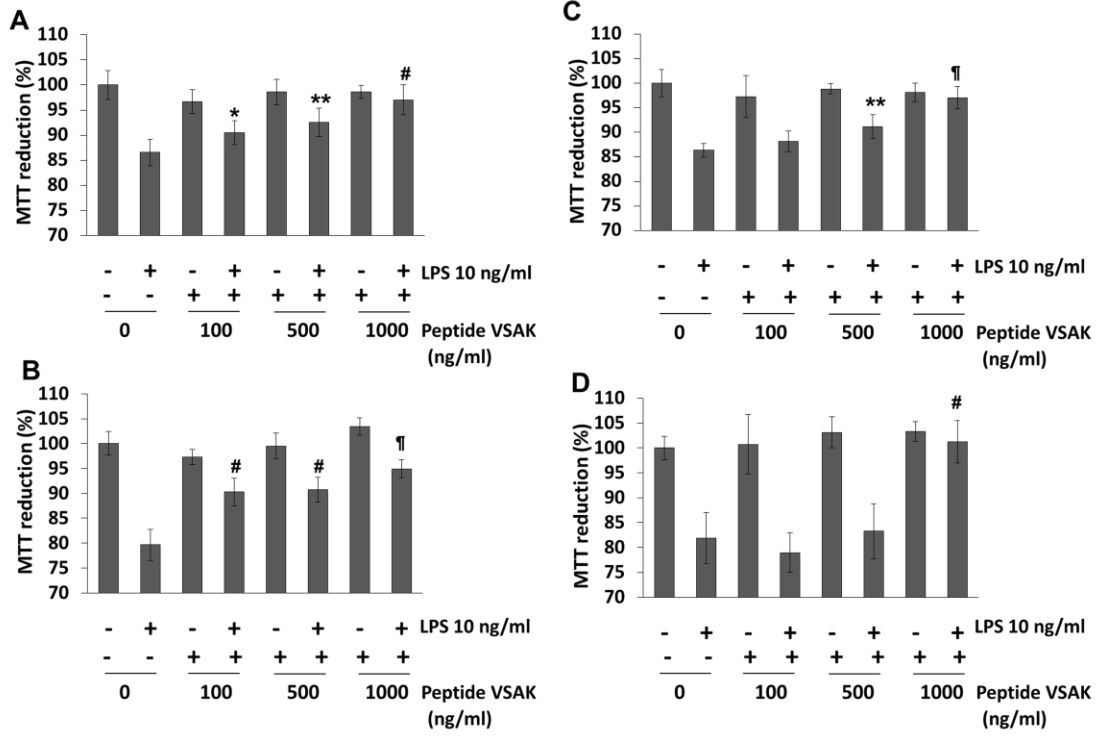 A
MTT reduction (%)
105
100
95
90
85
80
75
70
* ** #
- + - + - + - + LPS 10 ng/ml
- - + + + + + +
0 100 500 1000 Peptide VSAK
(ng/ml)
C
MTT reduction (%)
110
105
100
95
90
85
80
75
70
** ¶
- + - + - + - + LPS 10 ng/ml
- - + + + + + +
0 100 500 1000 Peptide VSAK
(ng/ml)
B
MTT reduction (%)
110
105
100
95
90
85
80
75
70
# # ¶
- + - + - + - + LPS 10 ng/ml
- - + + + + + +
0 100 500 1000 Peptide VSAK
(ng/ml)
D
MTT reduction (%)
110
105
100
95
90
85
80
75
70
#
- + - + - + - + LPS 10 ng/ml
- - + + + + + +
0 100 500 1000 Peptide VSAK
(ng/ml)